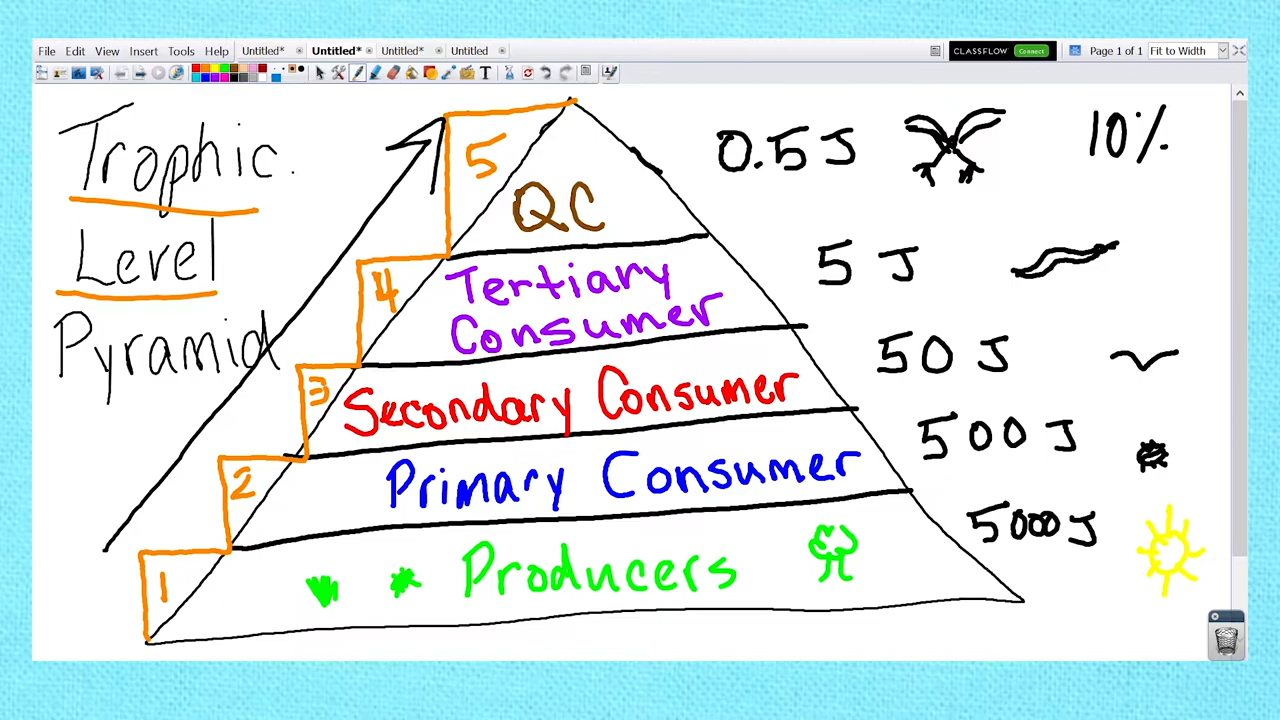 File Edit View Insert Tools Help Untitled* Untitled* Untitled* Untitled CLASSFLOW Connect Page 1 of 1 Fit to Width
T
Trophic
Level
Pyramid
5
QC
0.5 J
10%
4
Tertiary
Consumer
5 J
3
Secondary Consumer
50 J
2
Primary Consumer
500 J
1
Producers
5000 J